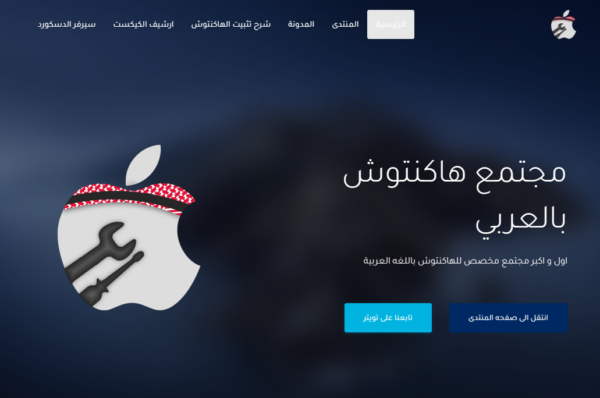 الرئيسية
المنتدى
المدونة
شرح تثبيت الهاكنتوش
ارشيف الكيكست
سيرفر الدسكورد
مجتمع هاكنتوش
بالعربي
اول و اكبر مجتمع مخصص للهاكنتوش باللغه العربية
انتقل الى صفحه المنتدى
تابعنا على تويتر